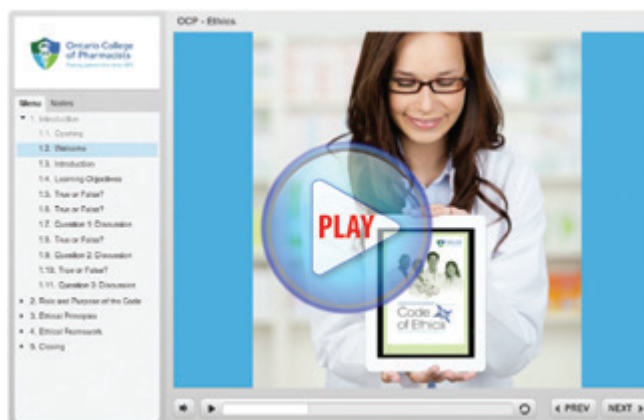 OCP - Ethics
Ontario College
of Pharmacists
Menu Notes
1. Introduction
1.1. Opening
1.2. Welcome
1.3. Introduction
1.4. Learning Objectives
1.5. True or False?
1.6. True or False?
1.7. Question 1: Discussion
1.8. True or False?
1.9. Question 2: Discussion
1.10. True or False?
1.11. Question 3: Discussion
2. Role and Purpose of the Code
3. Ethical Principles
4. Ethical Framework
5. Closing
PLAY
Code
of Ethics
PREV NEXT